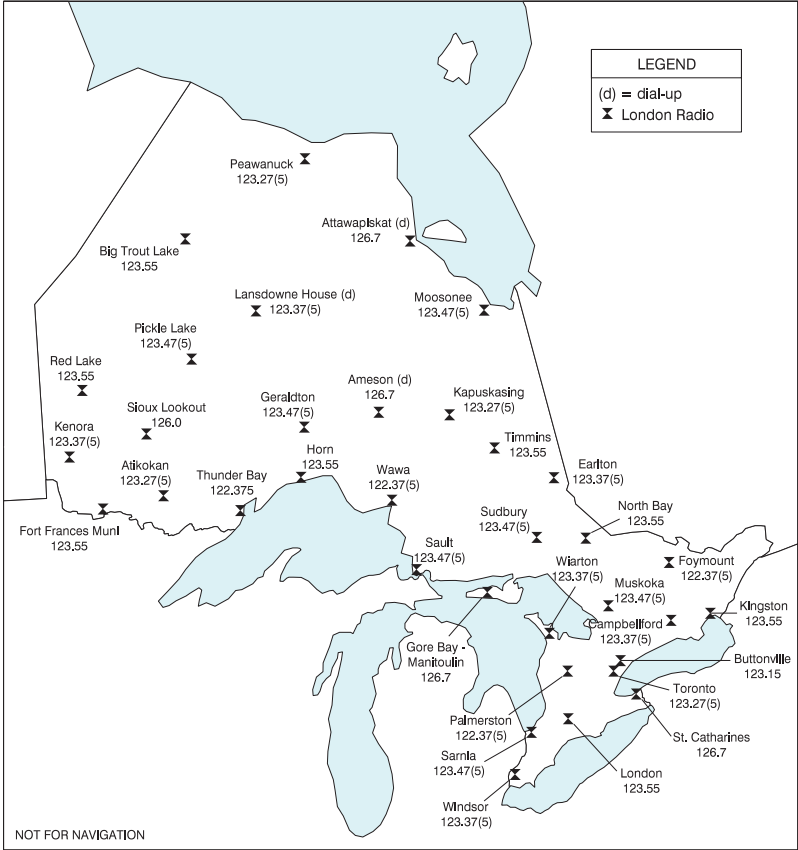 LEGEND
(d) = dial-up
London Radio
Peawanuck
123.27(5)
Attawapiskat (d)
126.7
Big Trout Lake
123.55
Lansdowne House (d)
123.37(5)
Moosonee
123.47(5)
Pickle Lake
123.47(5)
Red Lake
123.55
Ameson (d)
126.7
Kapuskasing
123.27(5)
Sioux Lookout
126.0
Geraldton
123.47(5)
Kenora
123.37(5)
Timmins
123.55
Horn
123.55
Atikokan
123.27(5)
Thunder Bay
122.375
Wawa
122.37(5)
Earlton
123.37(5)
Fort Frances Muni
123.55
Sudbury
123.47(5)
North Bay
123.55
Sault
123.47(5)
Wiarton
123.37(5)
Foymount
122.37(5)
Muskoka
123.47(5)
Kingston
123.55
Campbellford
123.37(5)
Gore Bay -
Manitoulin
126.7
Buttonville
123.15
Toronto
123.27(5)
Palmerston
122.37(5)
St. Catharines
126.7
Sarnia
123.47(5)
London
123.55
Windsor
123.37(5)
NOT FOR NAVIGATION